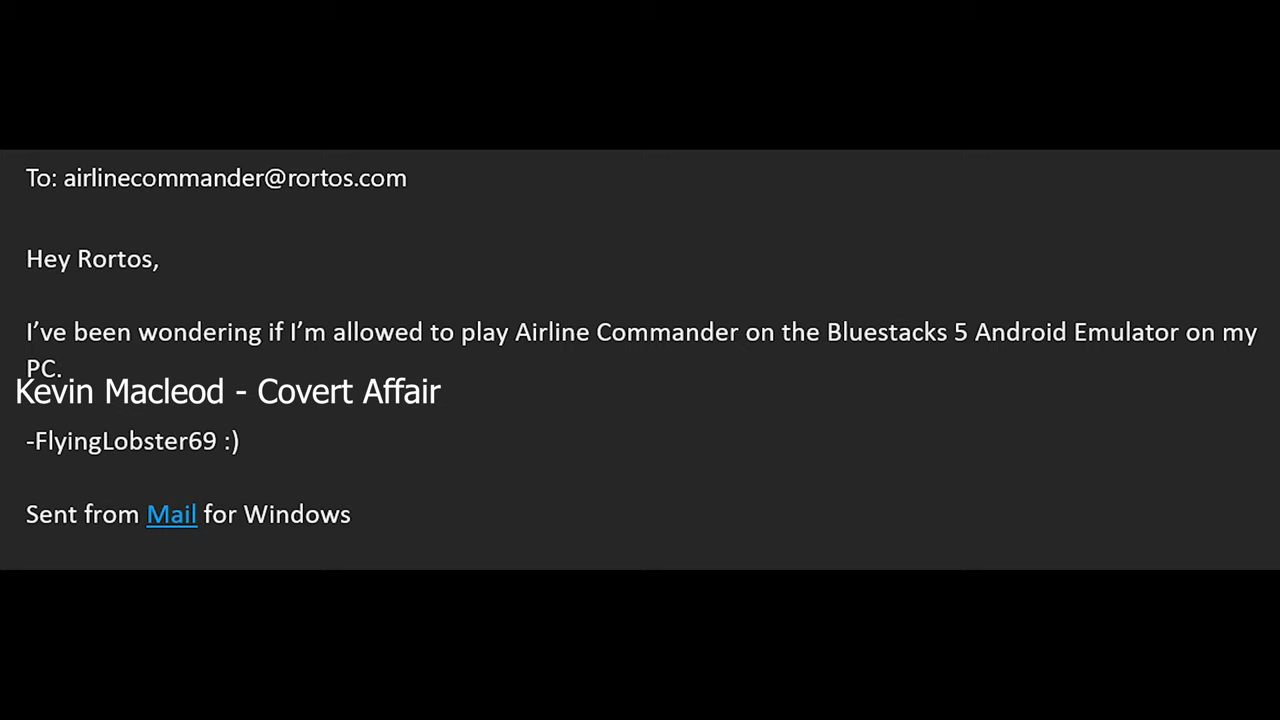 To: airlinecommander@rortos.com
Hey Rortos,
I’ve been wondering if I’m allowed to play Airline Commander on the Bluestacks 5 Android Emulator on my
PC.
Kevin Macleod - Covert Affair
-FlyingLobster69 :)
Sent from Mail for Windows